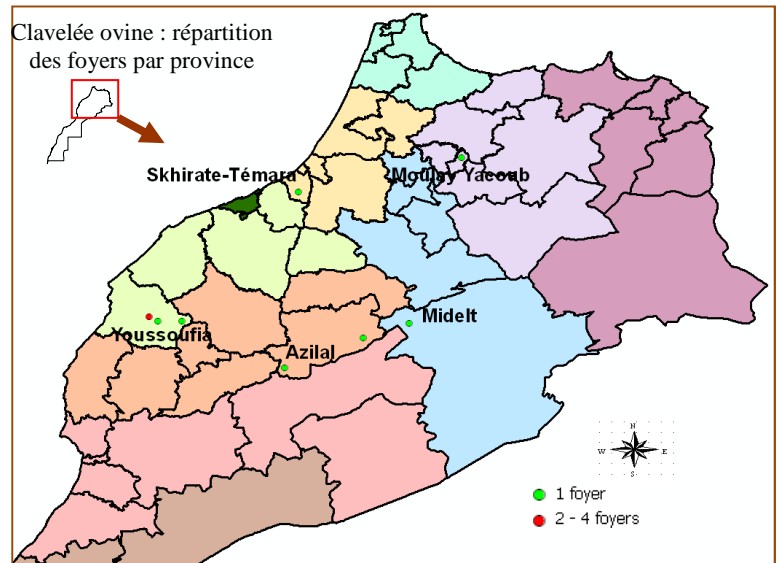 Clavelée ovine : répartition
des foyers par province
Skhirate-Témara
Moulay Yacoub
Youssoufia
Midelt
Azilal
N
W E
S
1 foyer
2 - 4 foyers